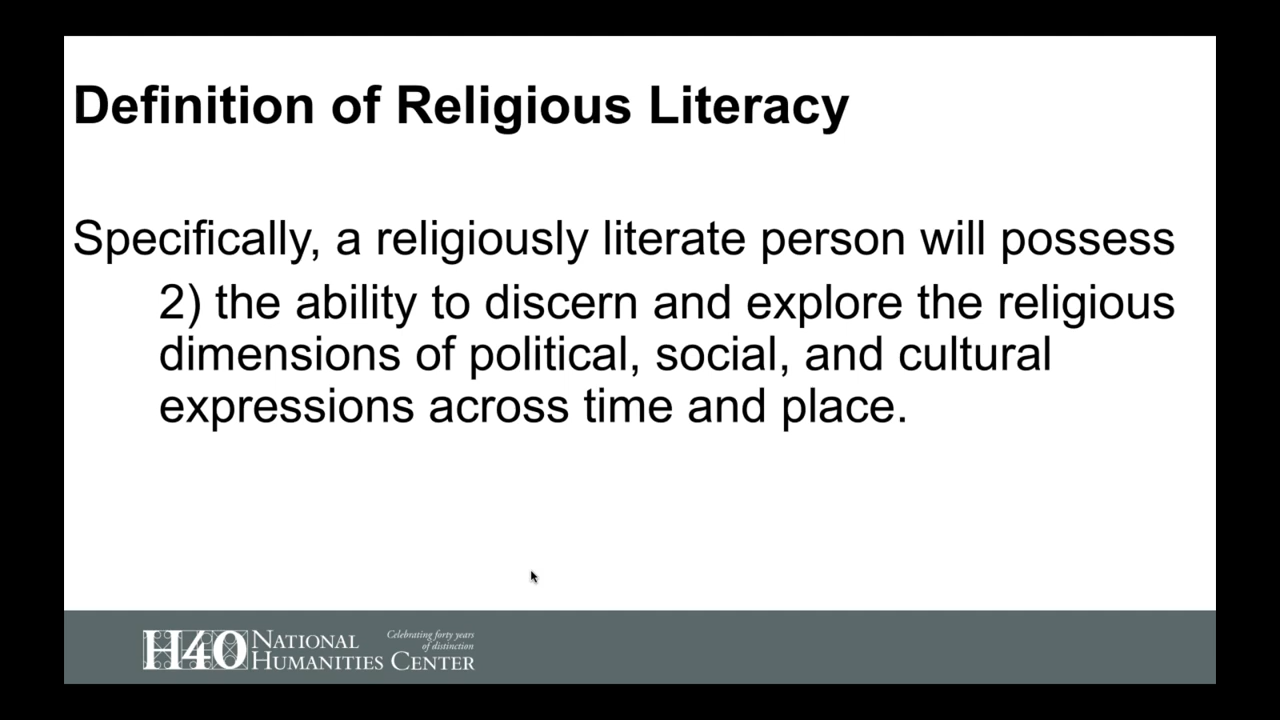 Definition of Religious Literacy
Specifically, a religiously literate person will possess
2) the ability to discern and explore the religious
dimensions of political, social, and cultural
expressions across time and place.
H40
NATIONAL
HUMANITIES CENTER
Celebrating forty years
of distinction